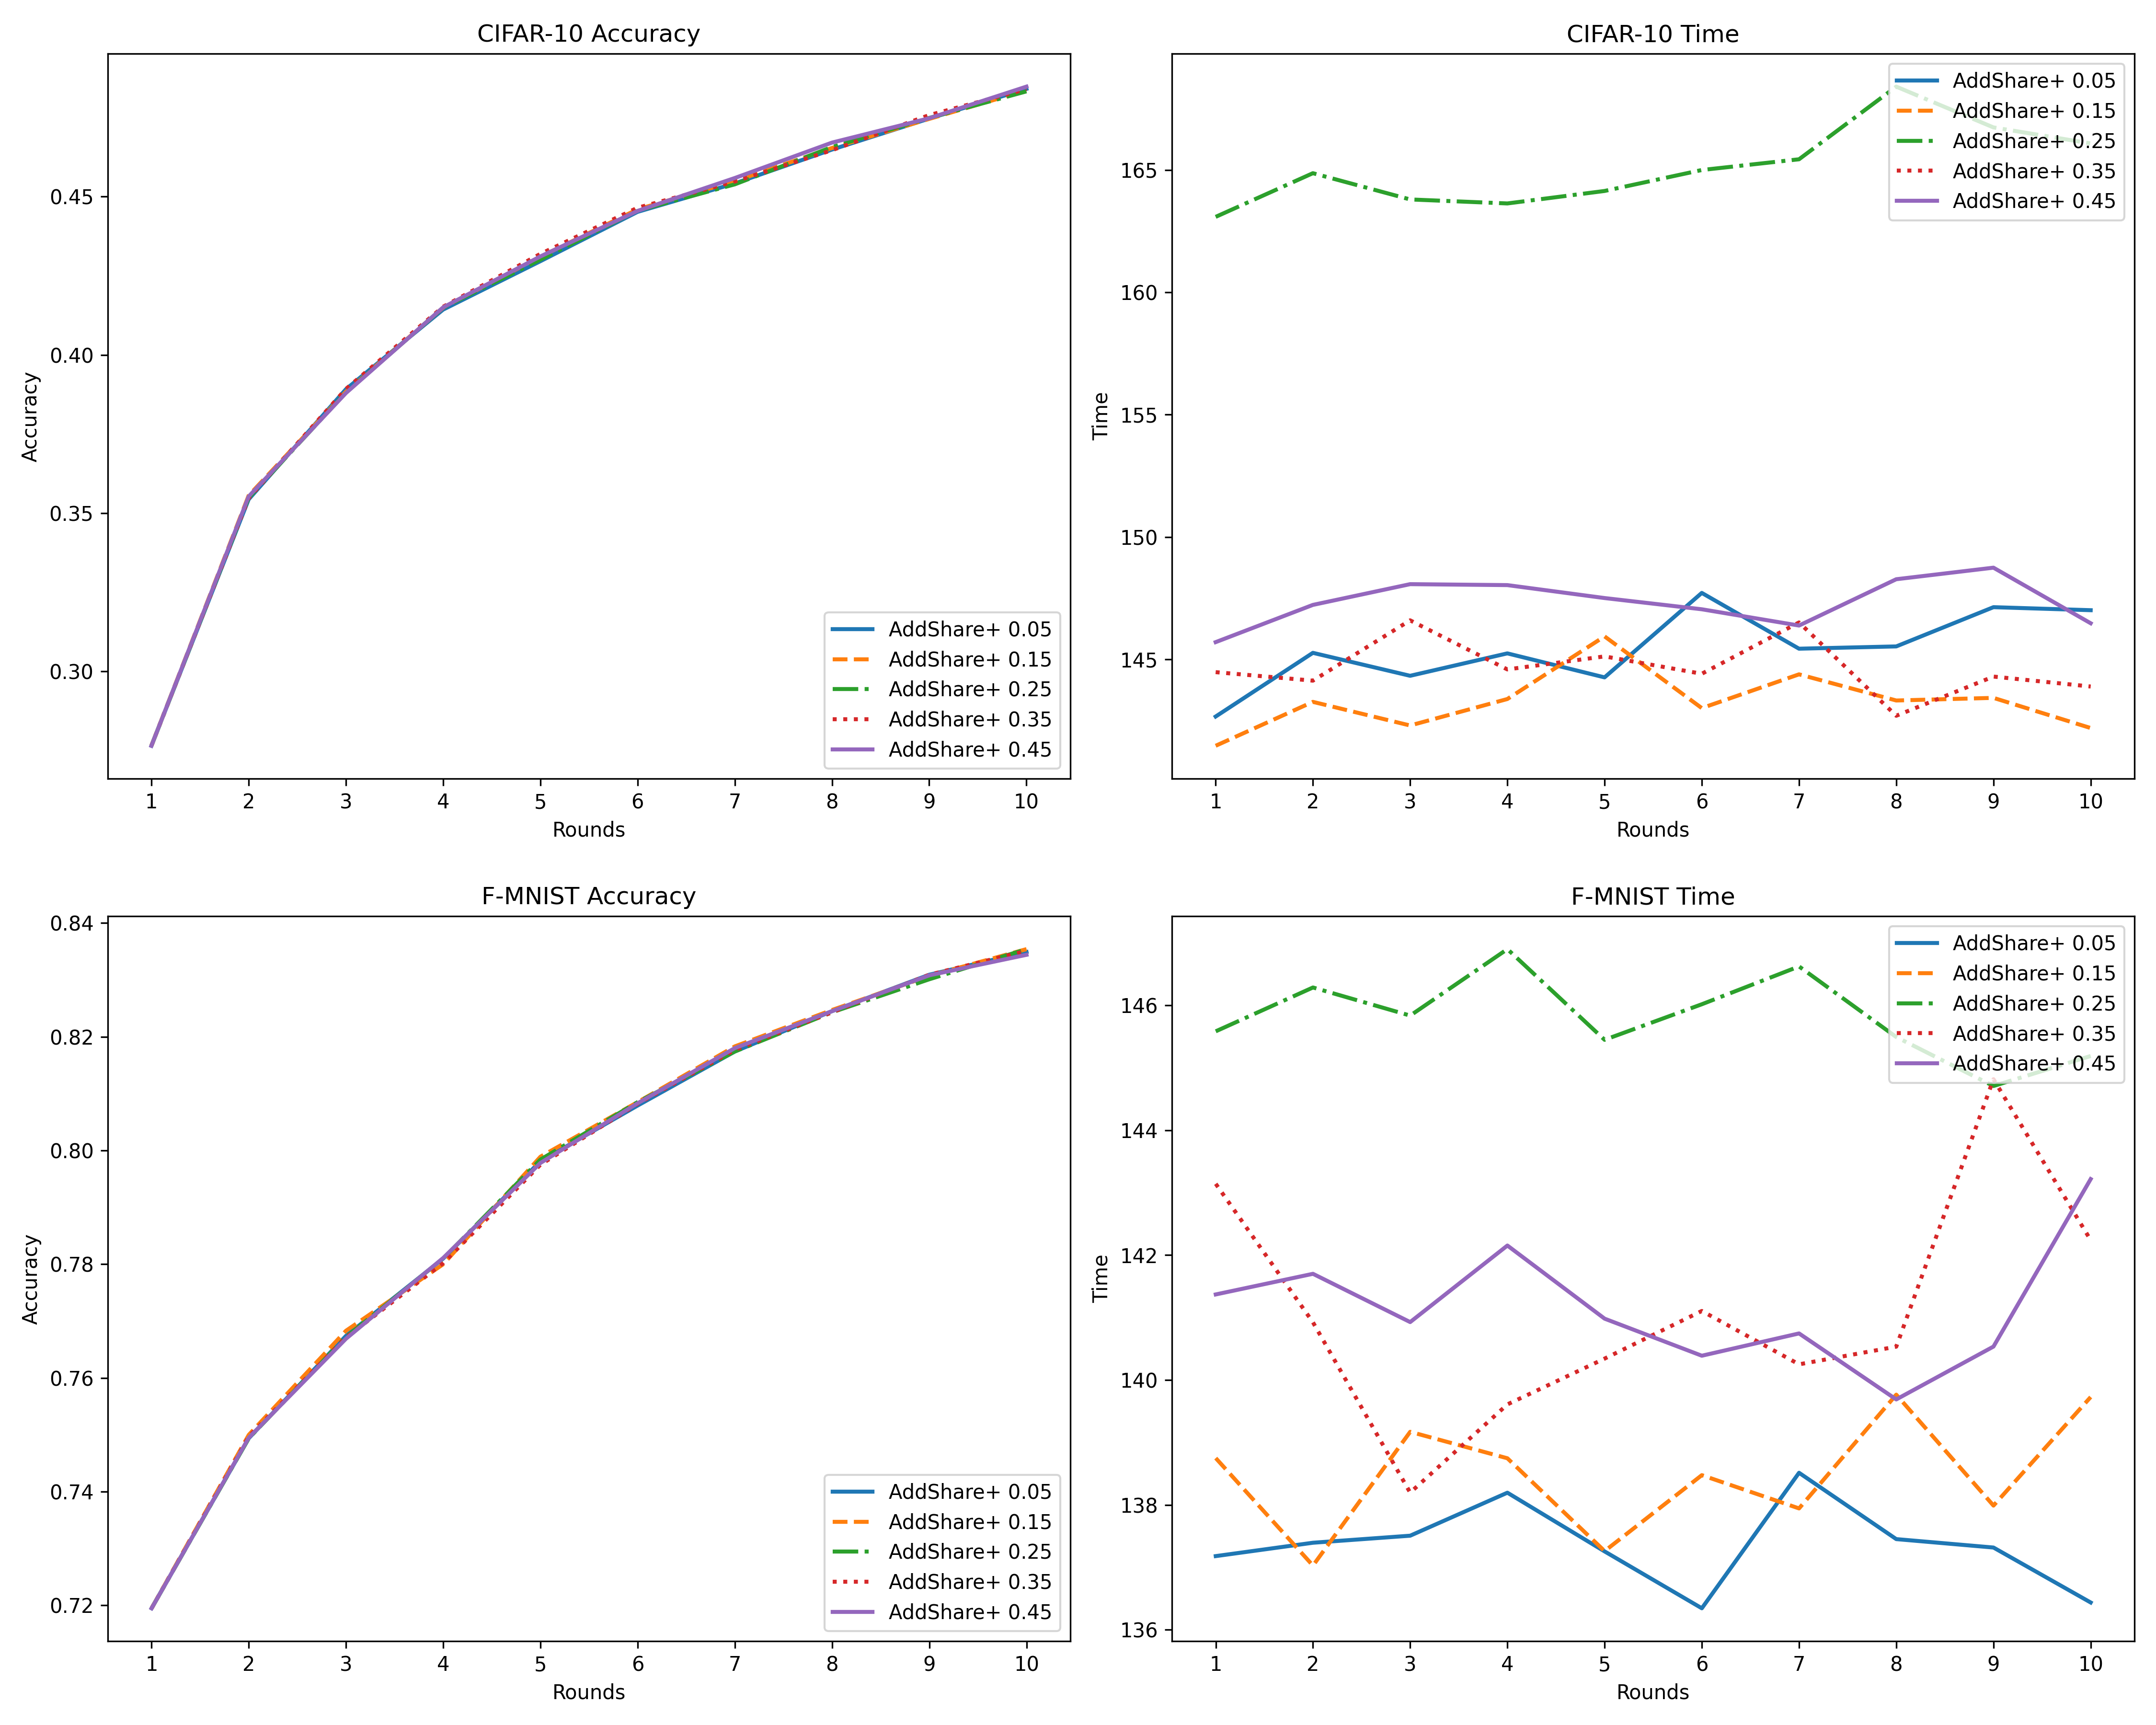 CIFAR-10 Accuracy
Accuracy
0.45
0.40
0.35
0.30
AddShare+ 0.05
AddShare+ 0.15
AddShare+ 0.25
AddShare+ 0.35
AddShare+ 0.45
1 2 3 4 5 6 7 8 9 10
Rounds
CIFAR-10 Time
Time
165
160
155
150
145
AddShare+ 0.05
AddShare+ 0.15
AddShare+ 0.25
AddShare+ 0.35
AddShare+ 0.45
1 2 3 4 5 6 7 8 9 10
Rounds
F-MNIST Accuracy
Accuracy
0.84
0.82
0.80
0.78
0.76
0.74
0.72
AddShare+ 0.05
AddShare+ 0.15
AddShare+ 0.25
AddShare+ 0.35
AddShare+ 0.45
1 2 3 4 5 6 7 8 9 10
Rounds
F-MNIST Time
Time
146
144
142
140
138
136
AddShare+ 0.05
AddShare+ 0.15
AddShare+ 0.25
AddShare+ 0.35
AddShare+ 0.45
1 2 3 4 5 6 7 8 9 10
Rounds